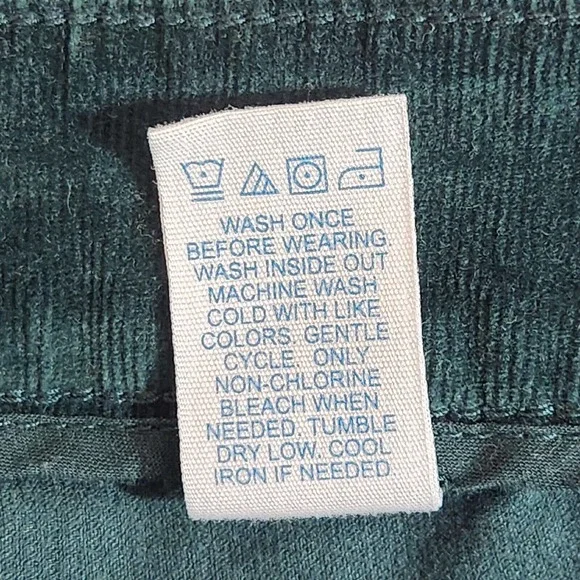 WASH ONCE
BEFORE WEARING.
WASH INSIDE OUT
MACHINE WASH
COLD WITH LIKE
COLORS. GENTLE
CYCLE. ONLY
NON-CHLORINE
BLEACH WHEN
NEEDED. TUMBLE
DRY LOW. COOL
IRON IF NEEDED.